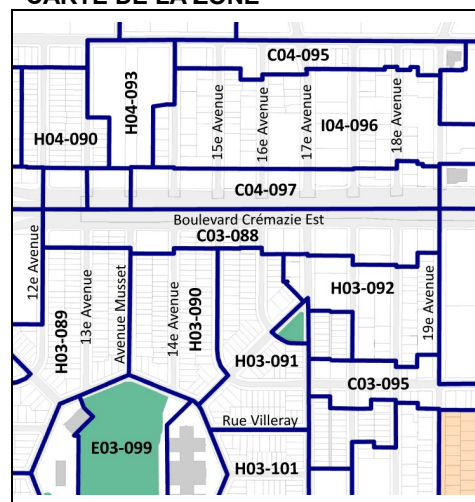 CARTE DE LA ZONE
C04-095
H04-093
H04-090
15e Avenue
16e Avenue
17e Avenue
I04-096
18e Avenue
C04-097
Boulevard Crémazie Est
C03-088
12e Avenue
H03-089
13e Avenue
Avenue Musset
14e Avenue
H03-090
H03-092
19e Avenue
H03-091
C03-095
Rue Villeray
E03-099
H03-101